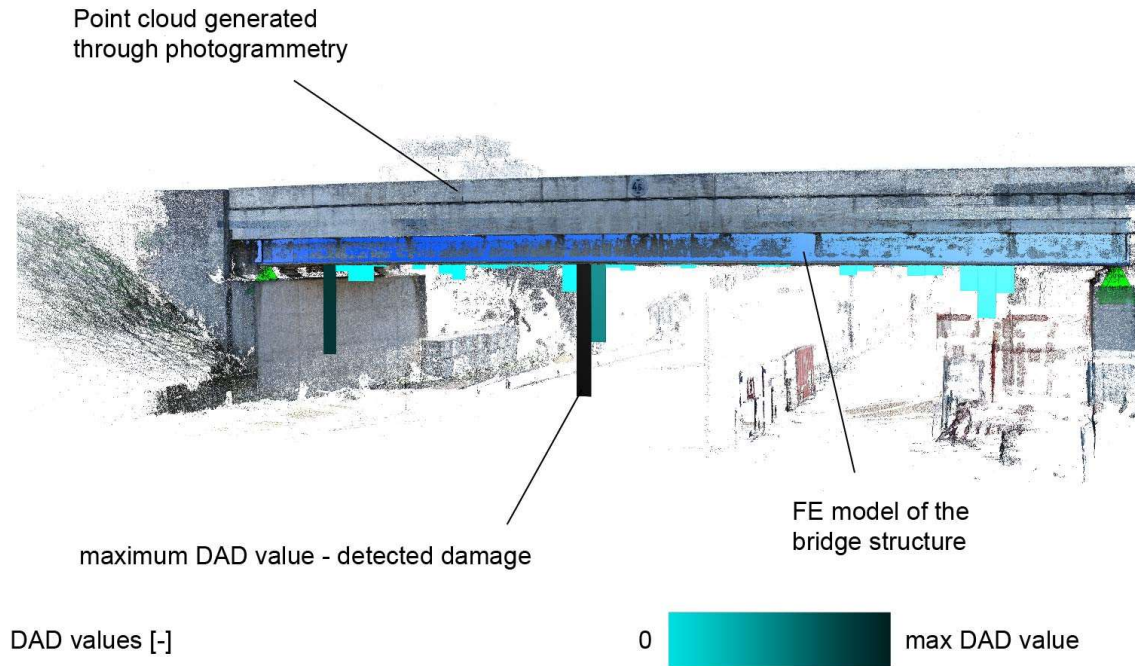 Point cloud generated
through photogrammetry
FE model of the
bridge structure
maximum DAD value - detected damage
DAD values [-]
0
max DAD value